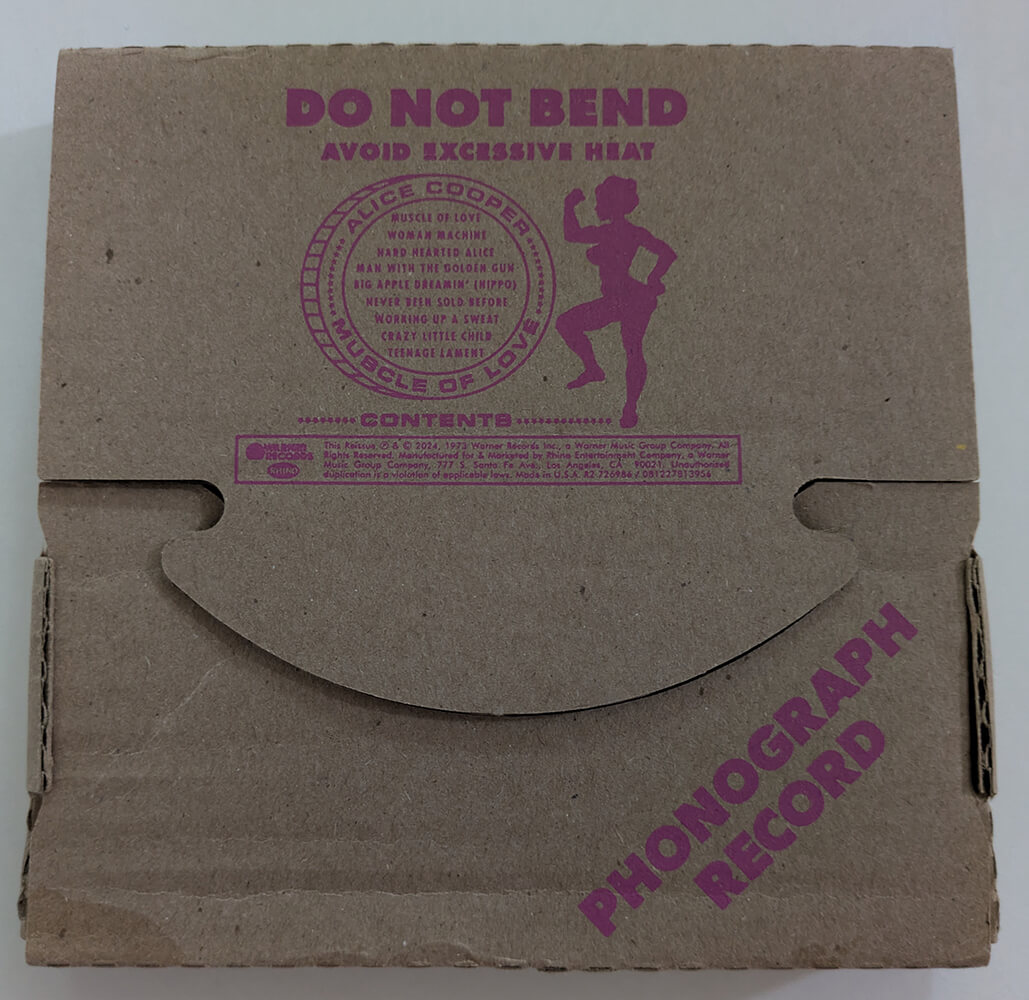 DO NOT BEND
AVOID EXCESSIVE HEAT
ALICE COOPER
MUSCLE OF LOVE
WOMAN MACHINE
HARD HEARTED ALICE
MAN WITH THE GOLDEN GUN
BIG APPLE DREAMIN' (HIPPO)
NEVER BEEN SOLD BEFORE
WORKING UP A SWEAT
CRAZY LITTLE CHILD
TEENAGE LAMENT
MUSCLE OF LOVE
CONTENTS
WARNER
RECORDS
RHINO
This Reissue ℗ & © 2024, 1973 Warner Records Inc., a Warner Music Group Company. All
Rights Reserved. Manufactured for & Marketed by Rhino Entertainment Company, a Warner
Music Group Company, 777 S. Santa Fe Ave., Los Angeles, CA 90021. Unauthorized
duplication is a violation of applicable laws. Made in U.S.A. R2 726986 / 081227813956
PHONOGRAPH
RECORD